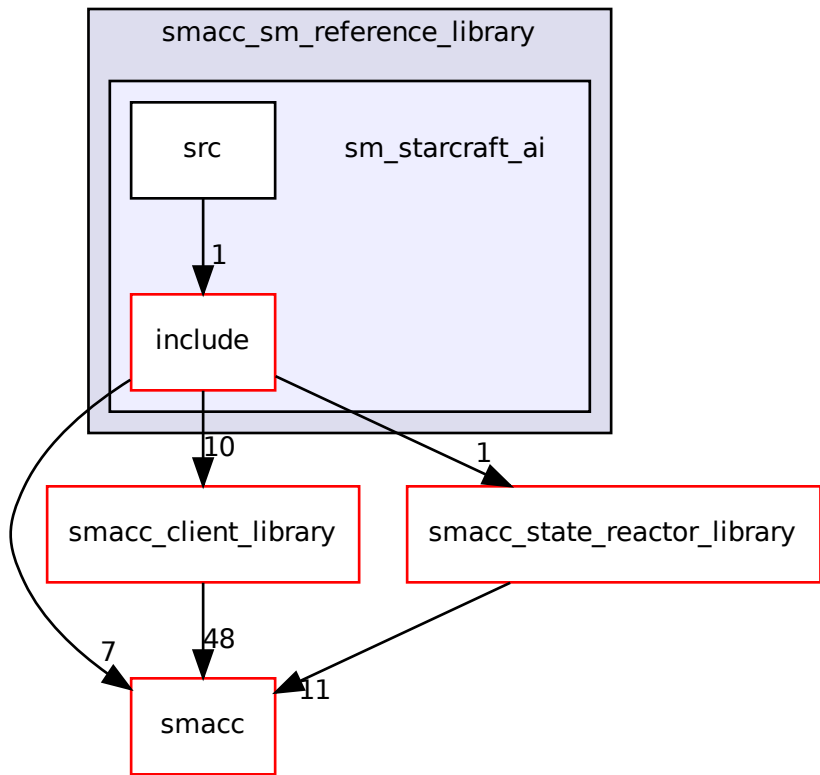 smacc_sm_reference_library
src
sm_starcraft_ai
1
include
10
1
smacc_client_library
smacc_state_reactor_library
7
48
11
smacc